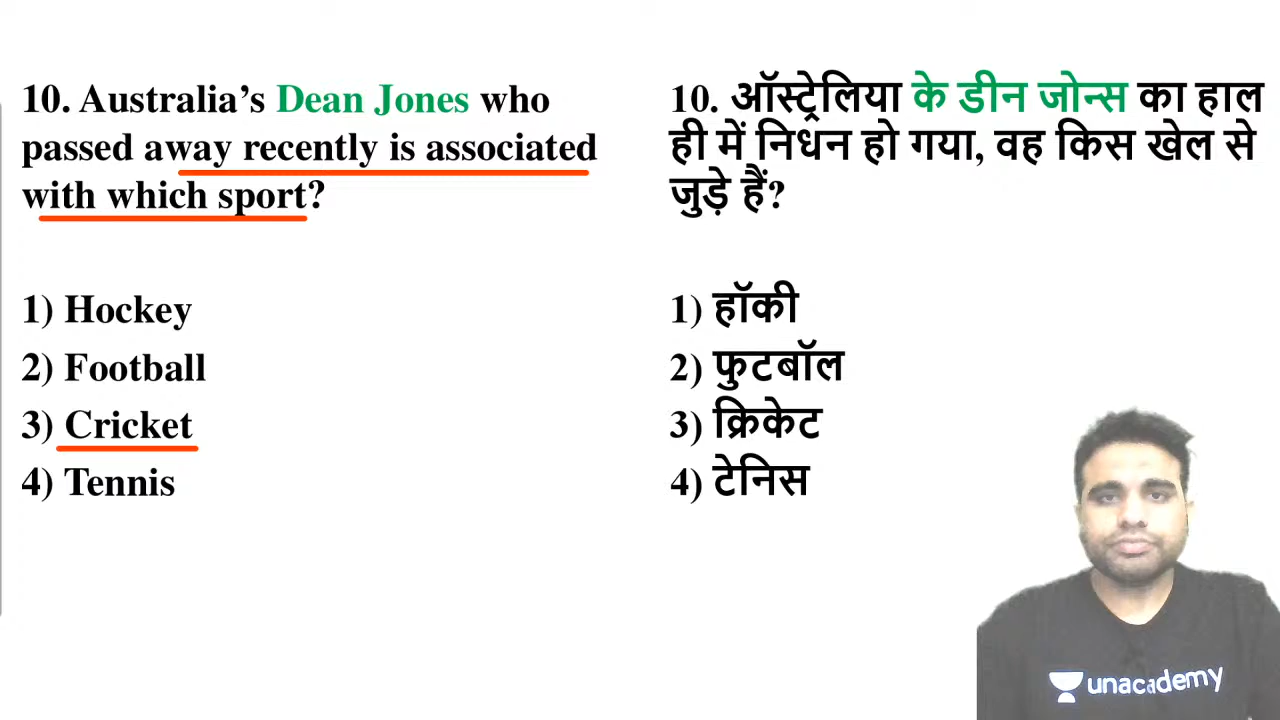 10. Australia’s Dean Jones who
passed away recently is associated
with which sport?
1) Hockey
2) Football
3) Cricket
4) Tennis
10. ऑस्ट्रेलिया के डीन जोन्स का हाल
ही में निधन हो गया, वह किस खेल से
जुड़े हैं?
1) हॉकी
2) फुटबॉल
3) क्रिकेट
4) टेनिस
unacademy